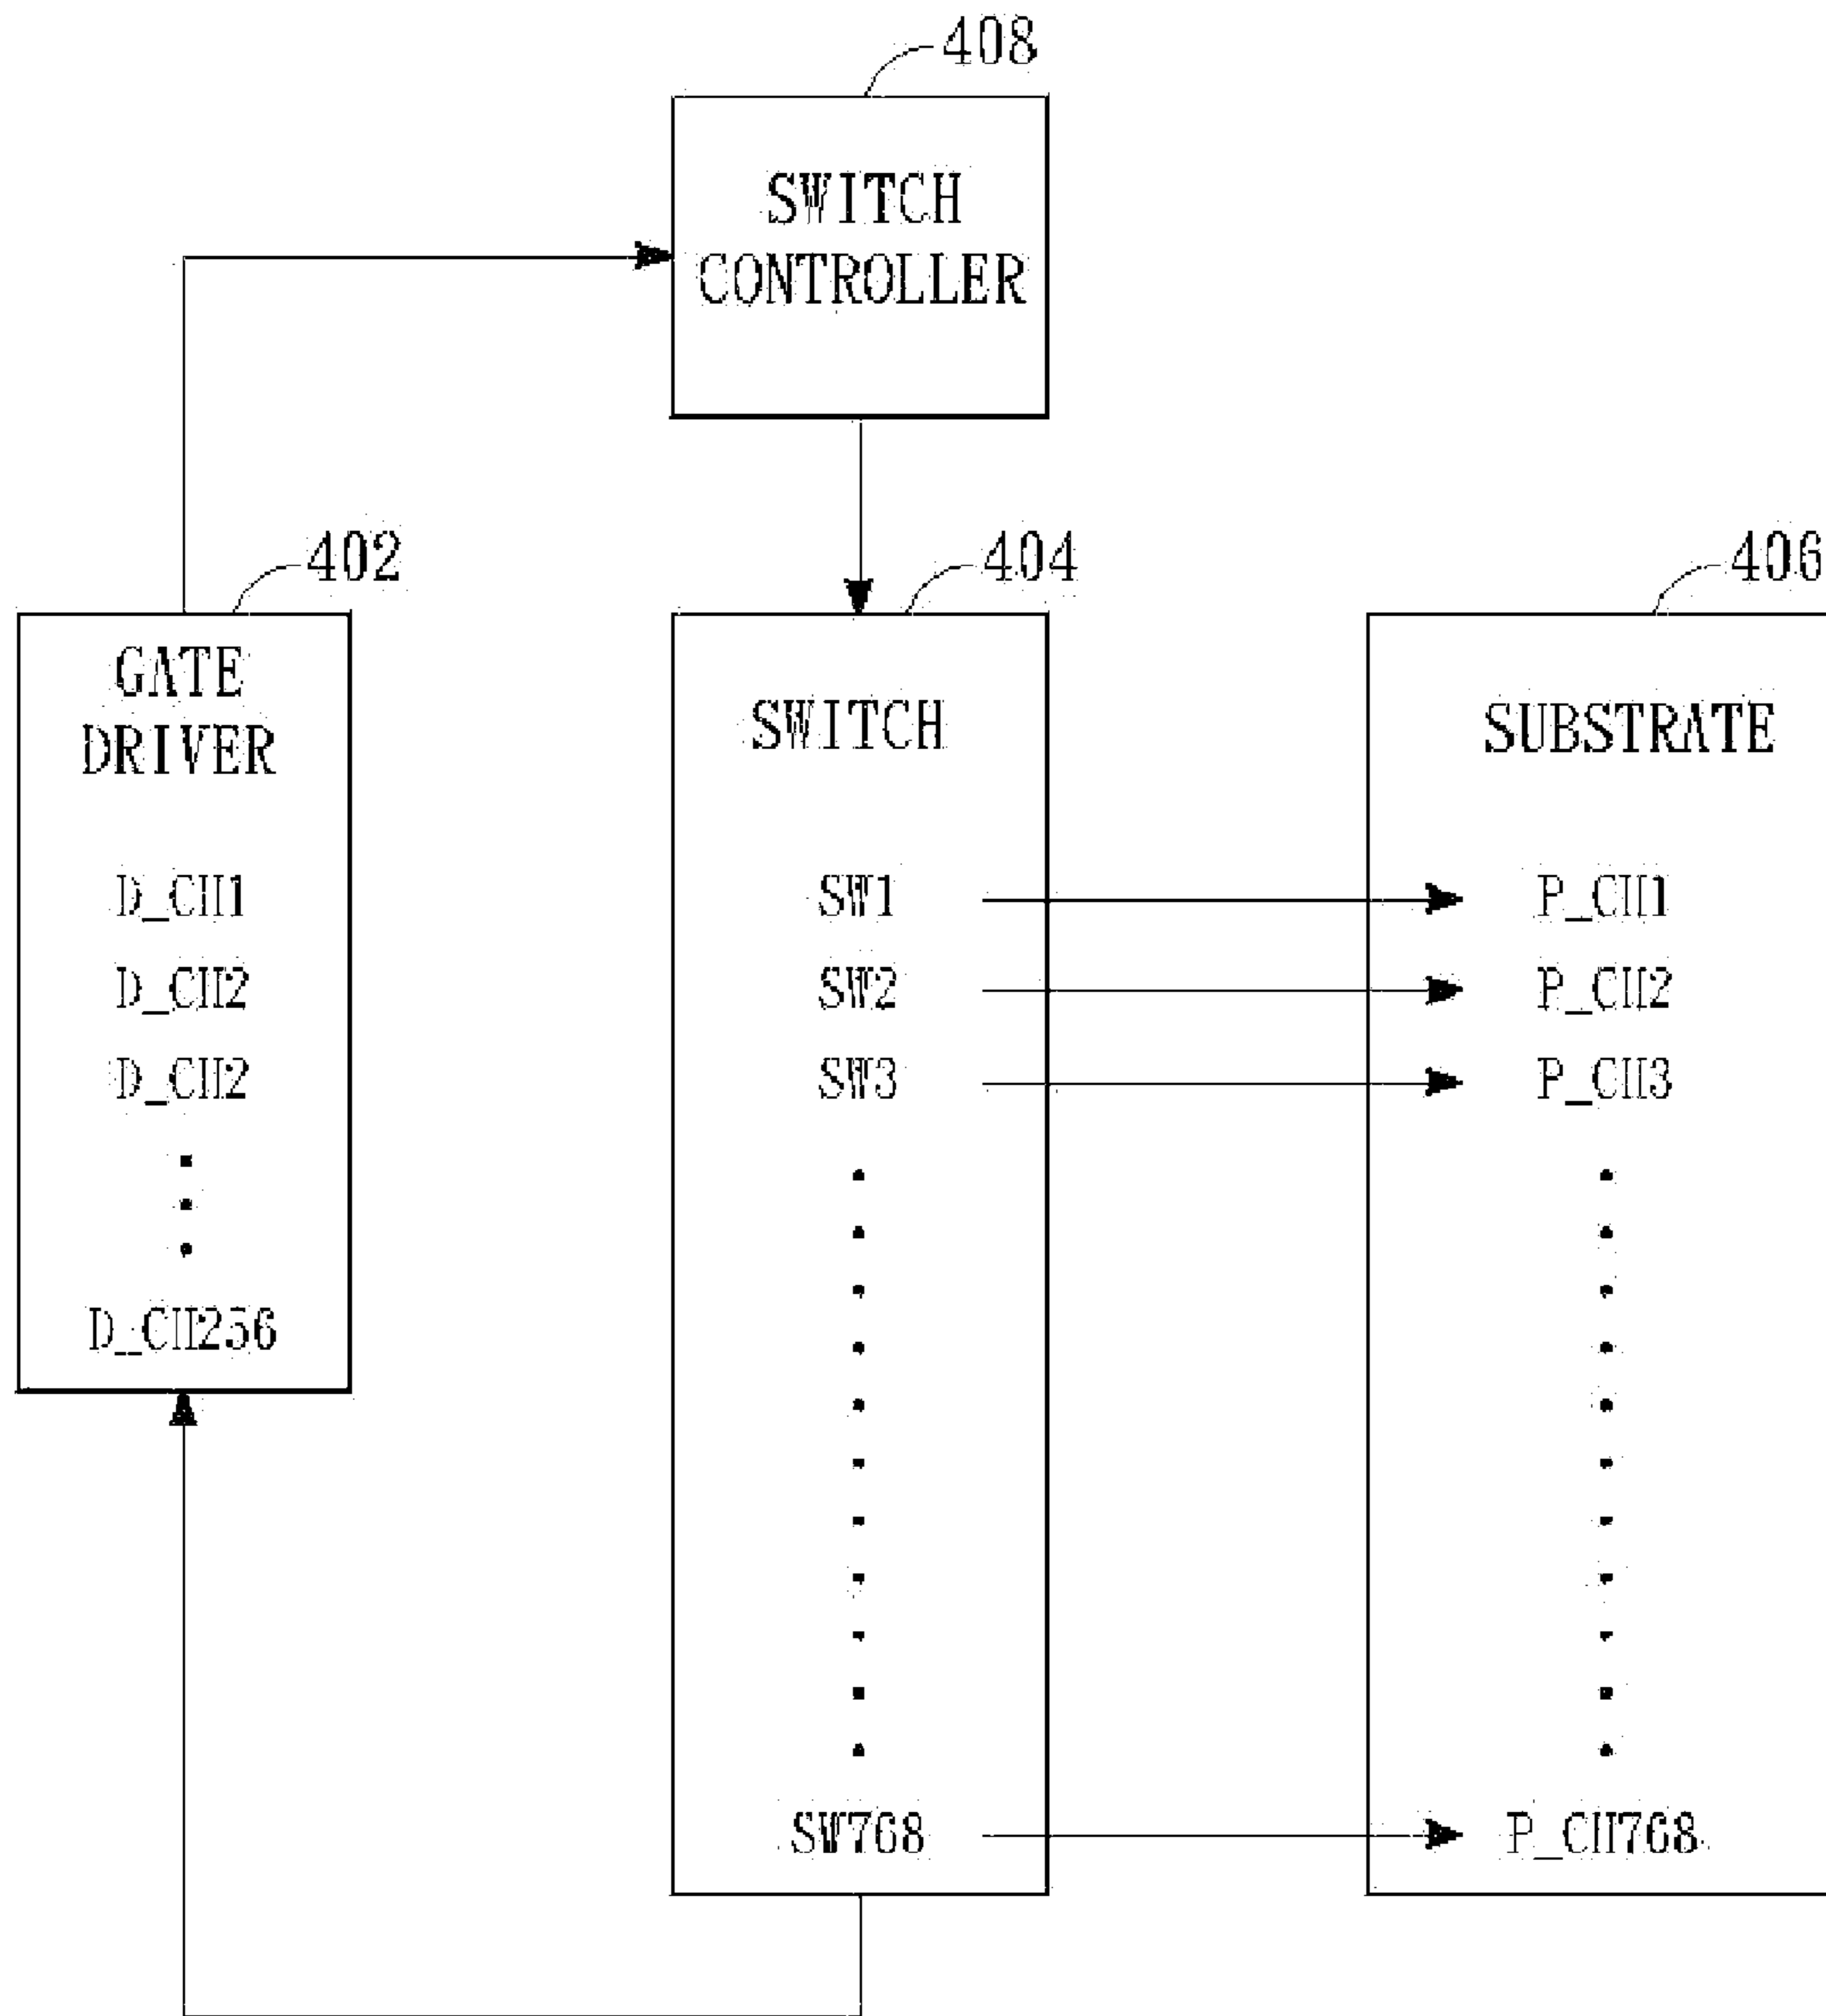 408
SWITCH
CONTROLLER
402
404
406
GATE
DRIVER
D_CH1
D_CH2
D_CH2
D_CH256
SWITCH
SW1
SW2
SW3
SW768
SUBSTRATE
P_CH1
P_CH2
P_CH3
P_CH768